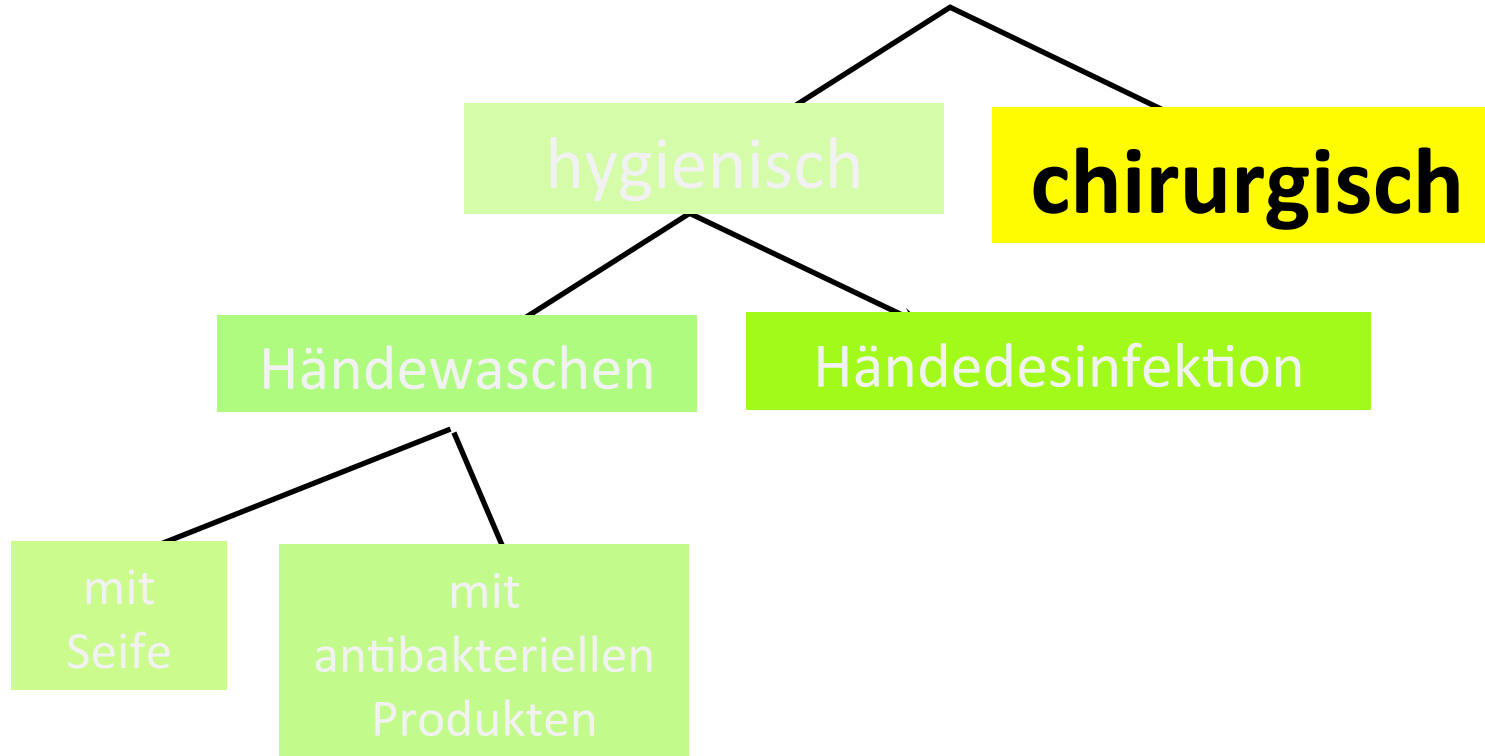 hygienisch
chirurgisch
Händewaschen
Händedesinfektion
mit
Seife
mit
antibakteriellen
Produkten